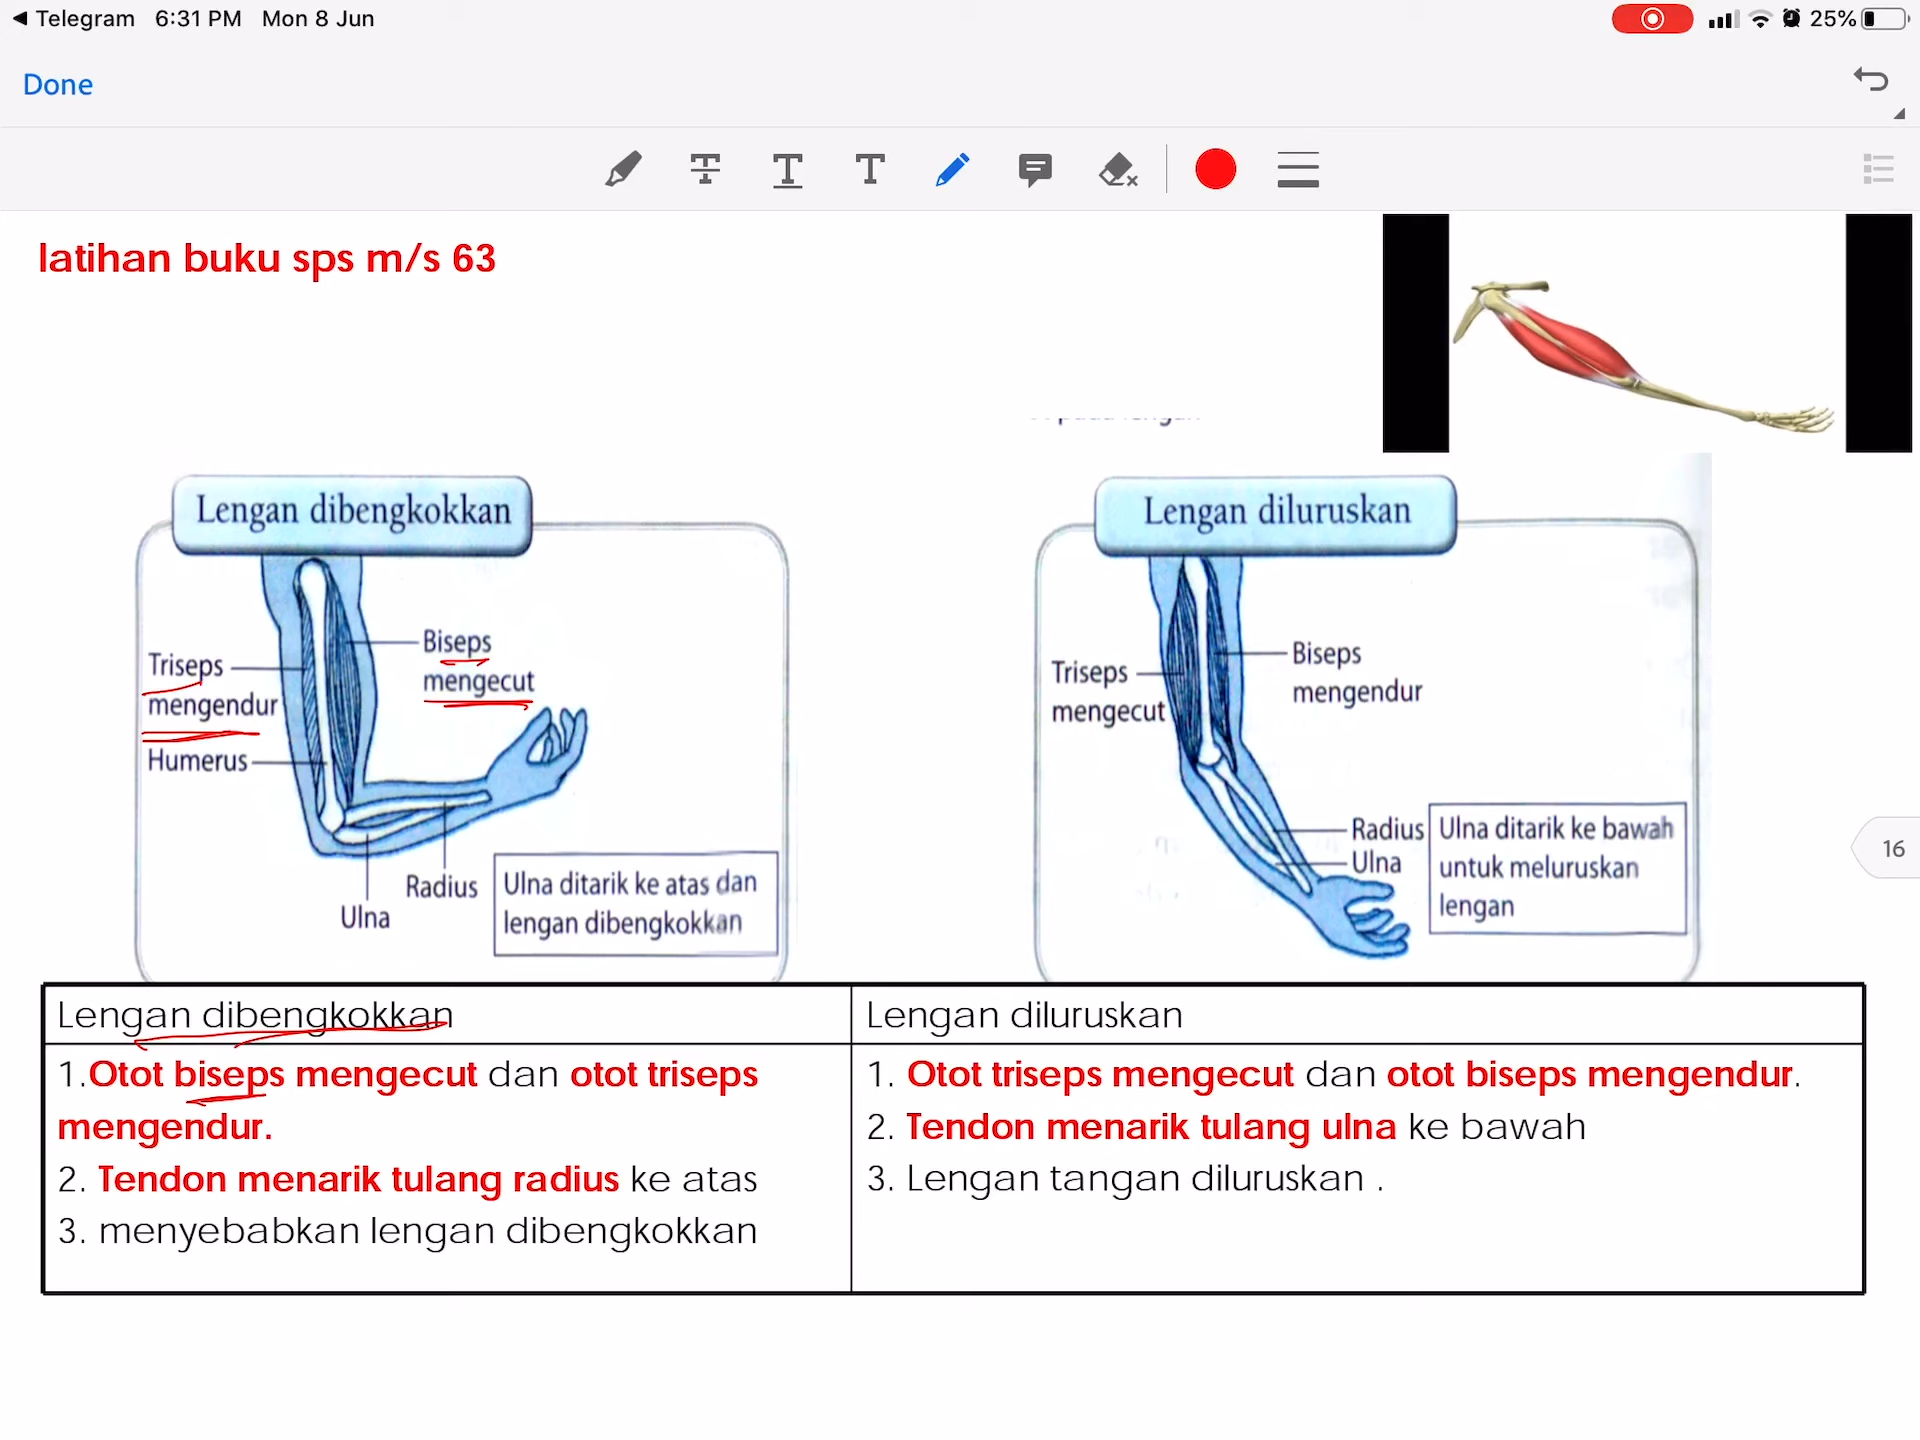 Telegram 6:31 PM Mon 8 Jun
25%
Done
latihan buku sps m/s 63
Lengan dibengkokkan
Biseps
mengecut
Triseps
mengendur
Humerus
Radius
Ulna
Ulna ditarik ke atas dan
lengan dibengkokkan
Lengan diluruskan
Biseps
mengendur
Triseps
mengecut
Radius
Ulna
Ulna ditarik ke bawah
untuk meluruskan
lengan
16
Lengan dibengkokkan
1.Otot biseps mengecut dan otot triseps
mengendur.
2. Tendon menarik tulang radius ke atas
3. menyebabkan lengan dibengkokkan
Lengan diluruskan
1. Otot triseps mengecut dan otot biseps mengendur.
2. Tendon menarik tulang ulna ke bawah
3. Lengan tangan diluruskan .